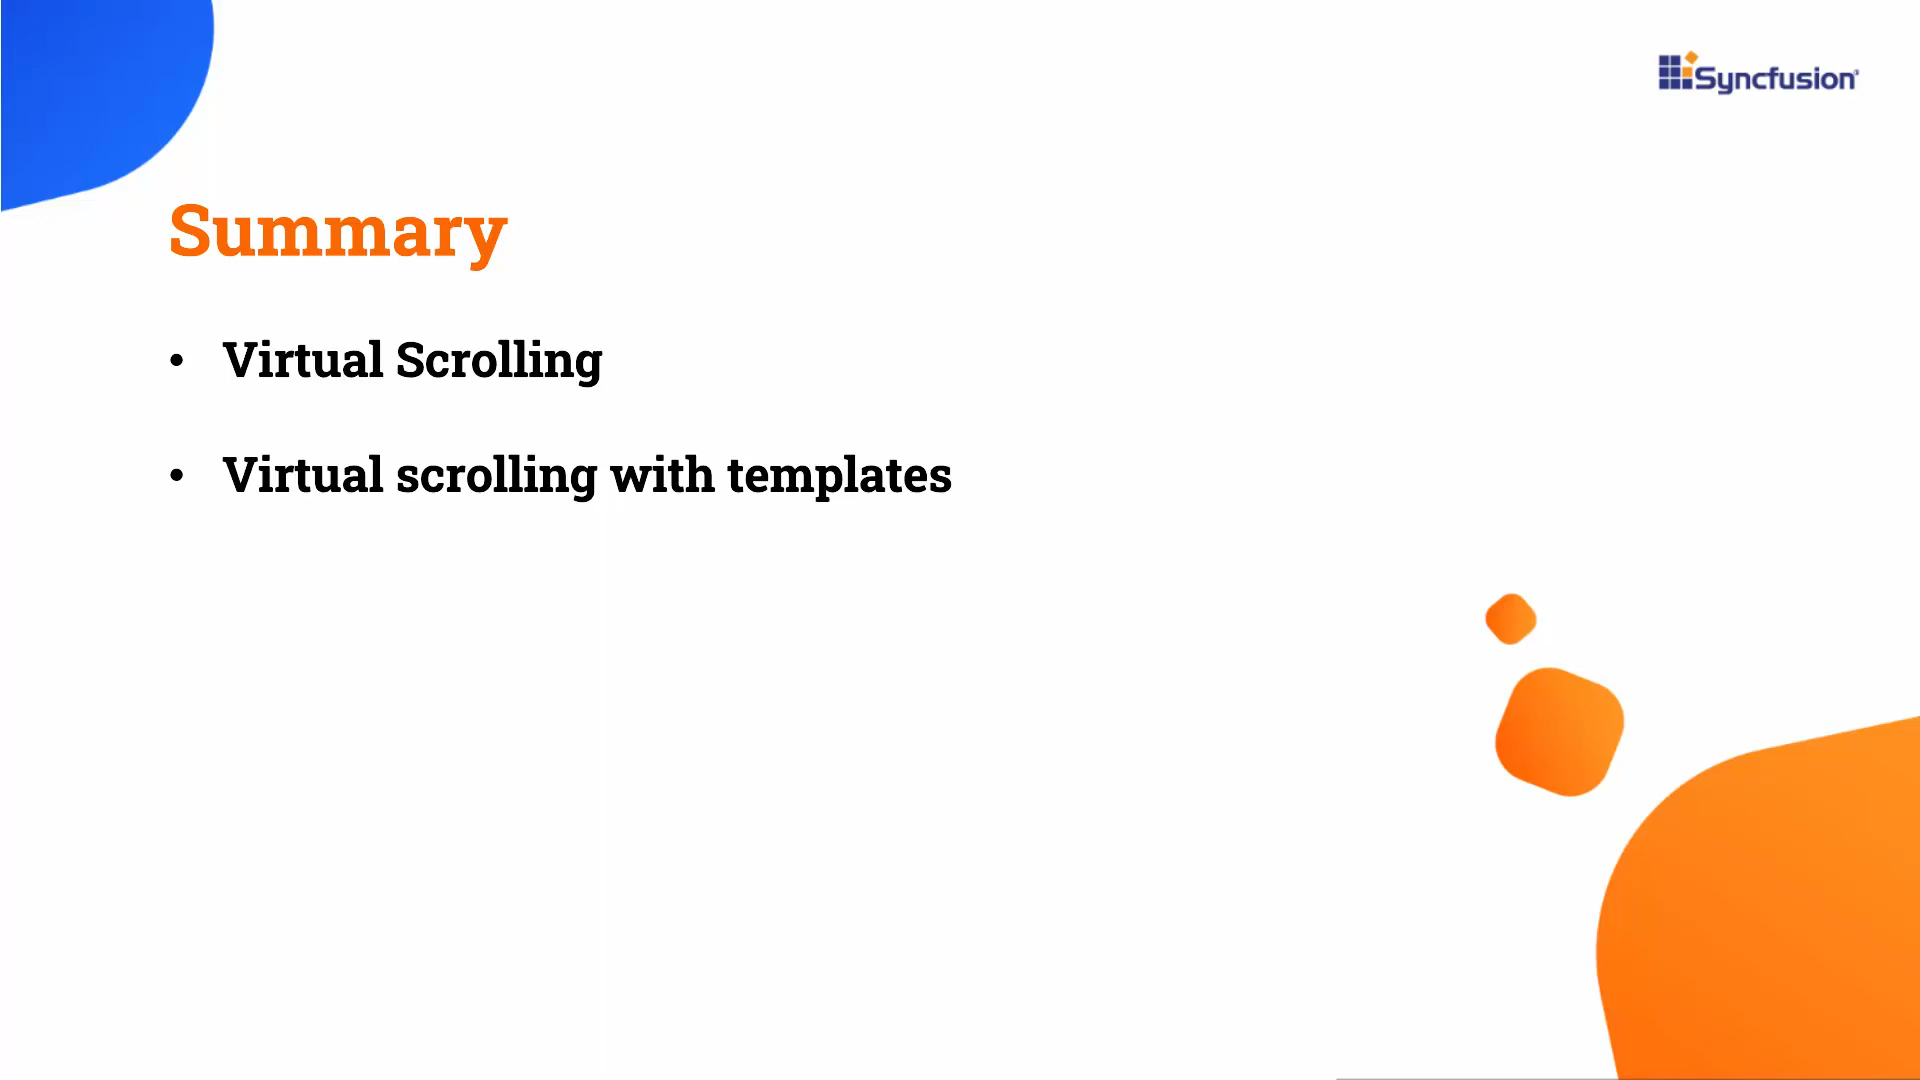 Syncfusion
Summary
• Virtual Scrolling
• Virtual scrolling with templates